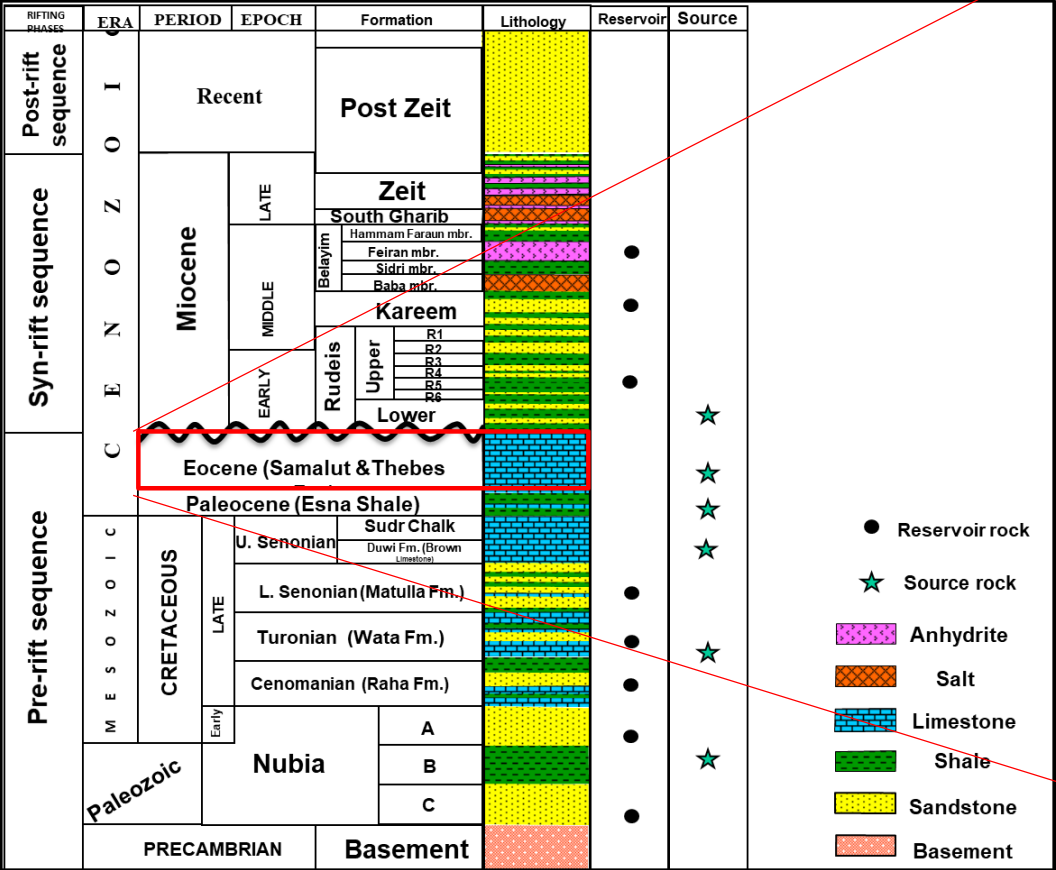 RIFTING
PHASES
ERA
PERIOD
EPOCH
Formation
Lithology
Reservoir
Source
Post-rift
sequence
Syn-rift sequence
Pre-rift sequence
C E N O Z O I C
M E S O Z O I C
Paleozoic
PRECAMBRIAN
Recent
Miocene
CRETACEOUS
LATE
MIDDLE
EARLY
LATE
Early
Post Zeit
Zeit
South Gharib
Belayim
Hammam Faraun mbr.
Feiran mbr.
Sidri mbr.
Baba mbr.
Kareem
Rudeis
Upper
R1
R2
R3
R4
R5
R6
Lower
Eocene (Samalut &Thebes
Paleocene (Esna Shale)
U. Senonian
Sudr Chalk
Duwi Fm. (Brown
Limestone)
L. Senonian (Matulla Fm.)
Turonian (Wata Fm.)
Cenomanian (Raha Fm.)
Nubia
A
B
C
Basement
Reservoir rock
Source rock
Anhydrite
Salt
Limestone
Shale
Sandstone
Basement